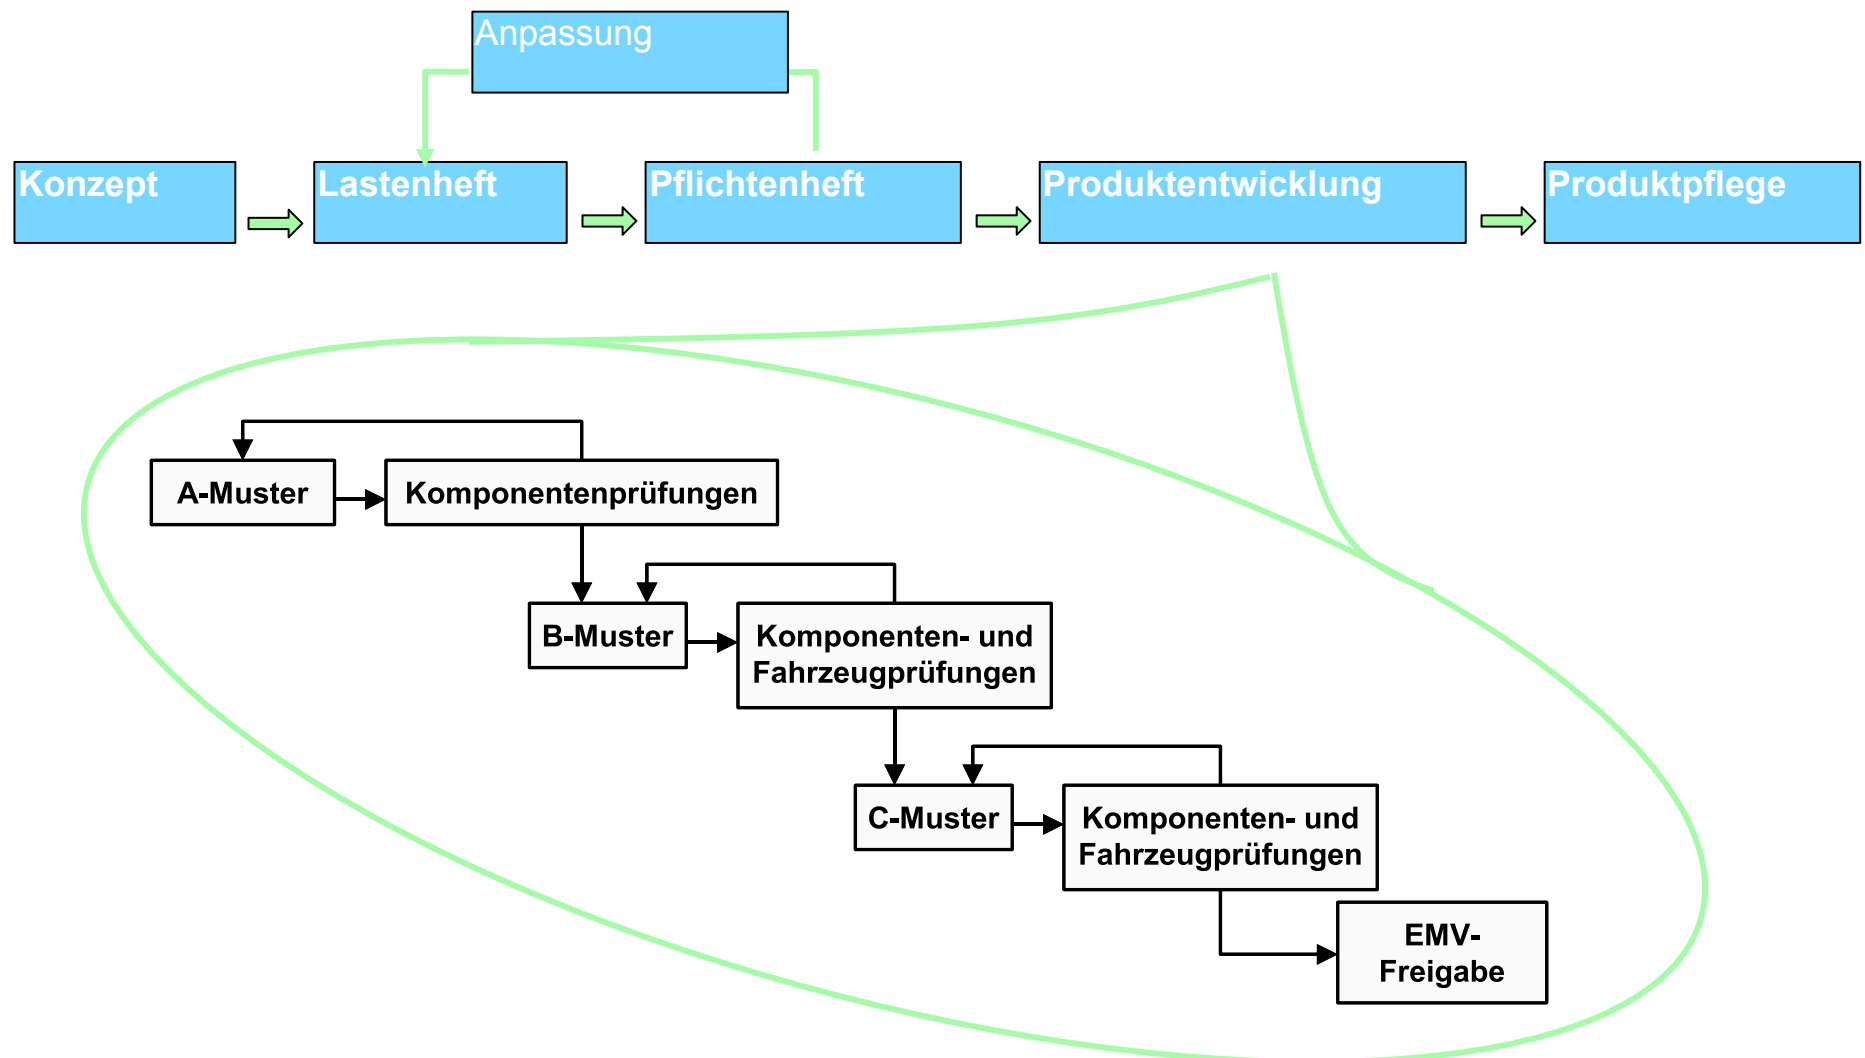 Anpassung
Konzept
Lastenheft
Pflichtenheft
Produktentwicklung
Produktpflege
A-Muster
Komponentenprüfungen
B-Muster
Komponenten- und
Fahrzeugprüfungen
C-Muster
Komponenten- und
Fahrzeugprüfungen
EMV-
Freigabe